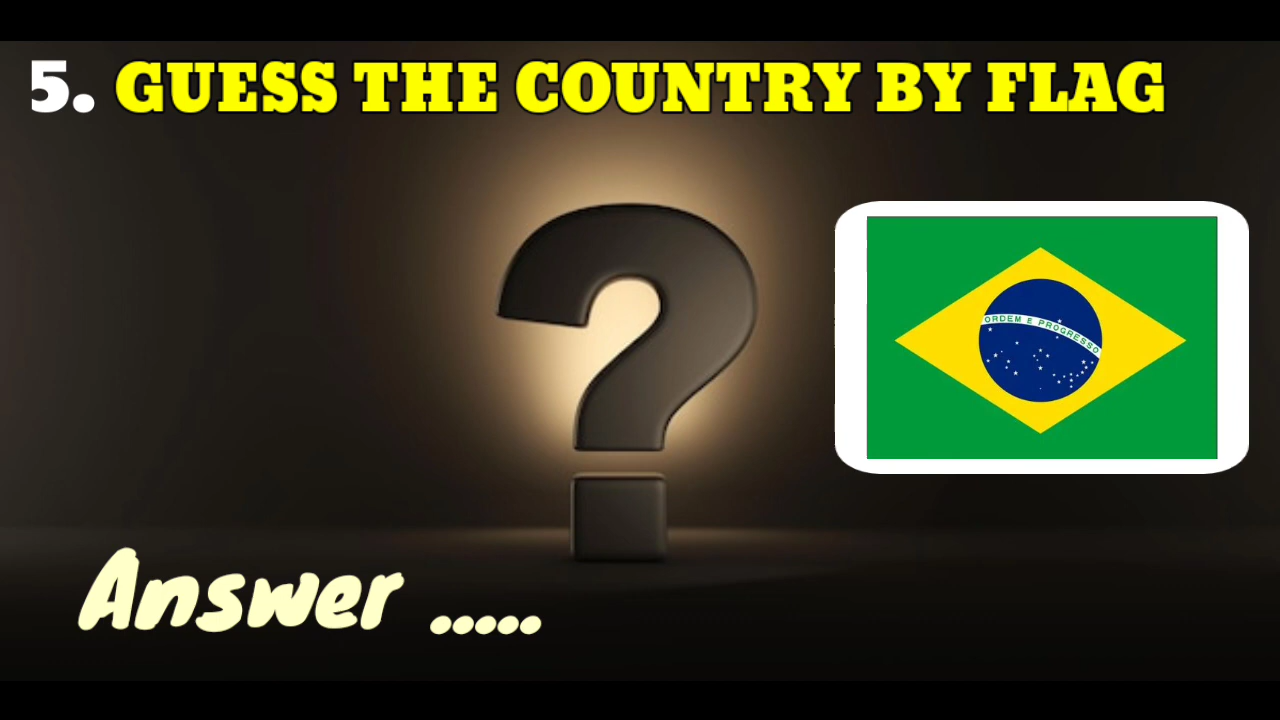 5. GUESS THE COUNTRY BY FLAG
ORDEM E PROGRESSO
Answer .....